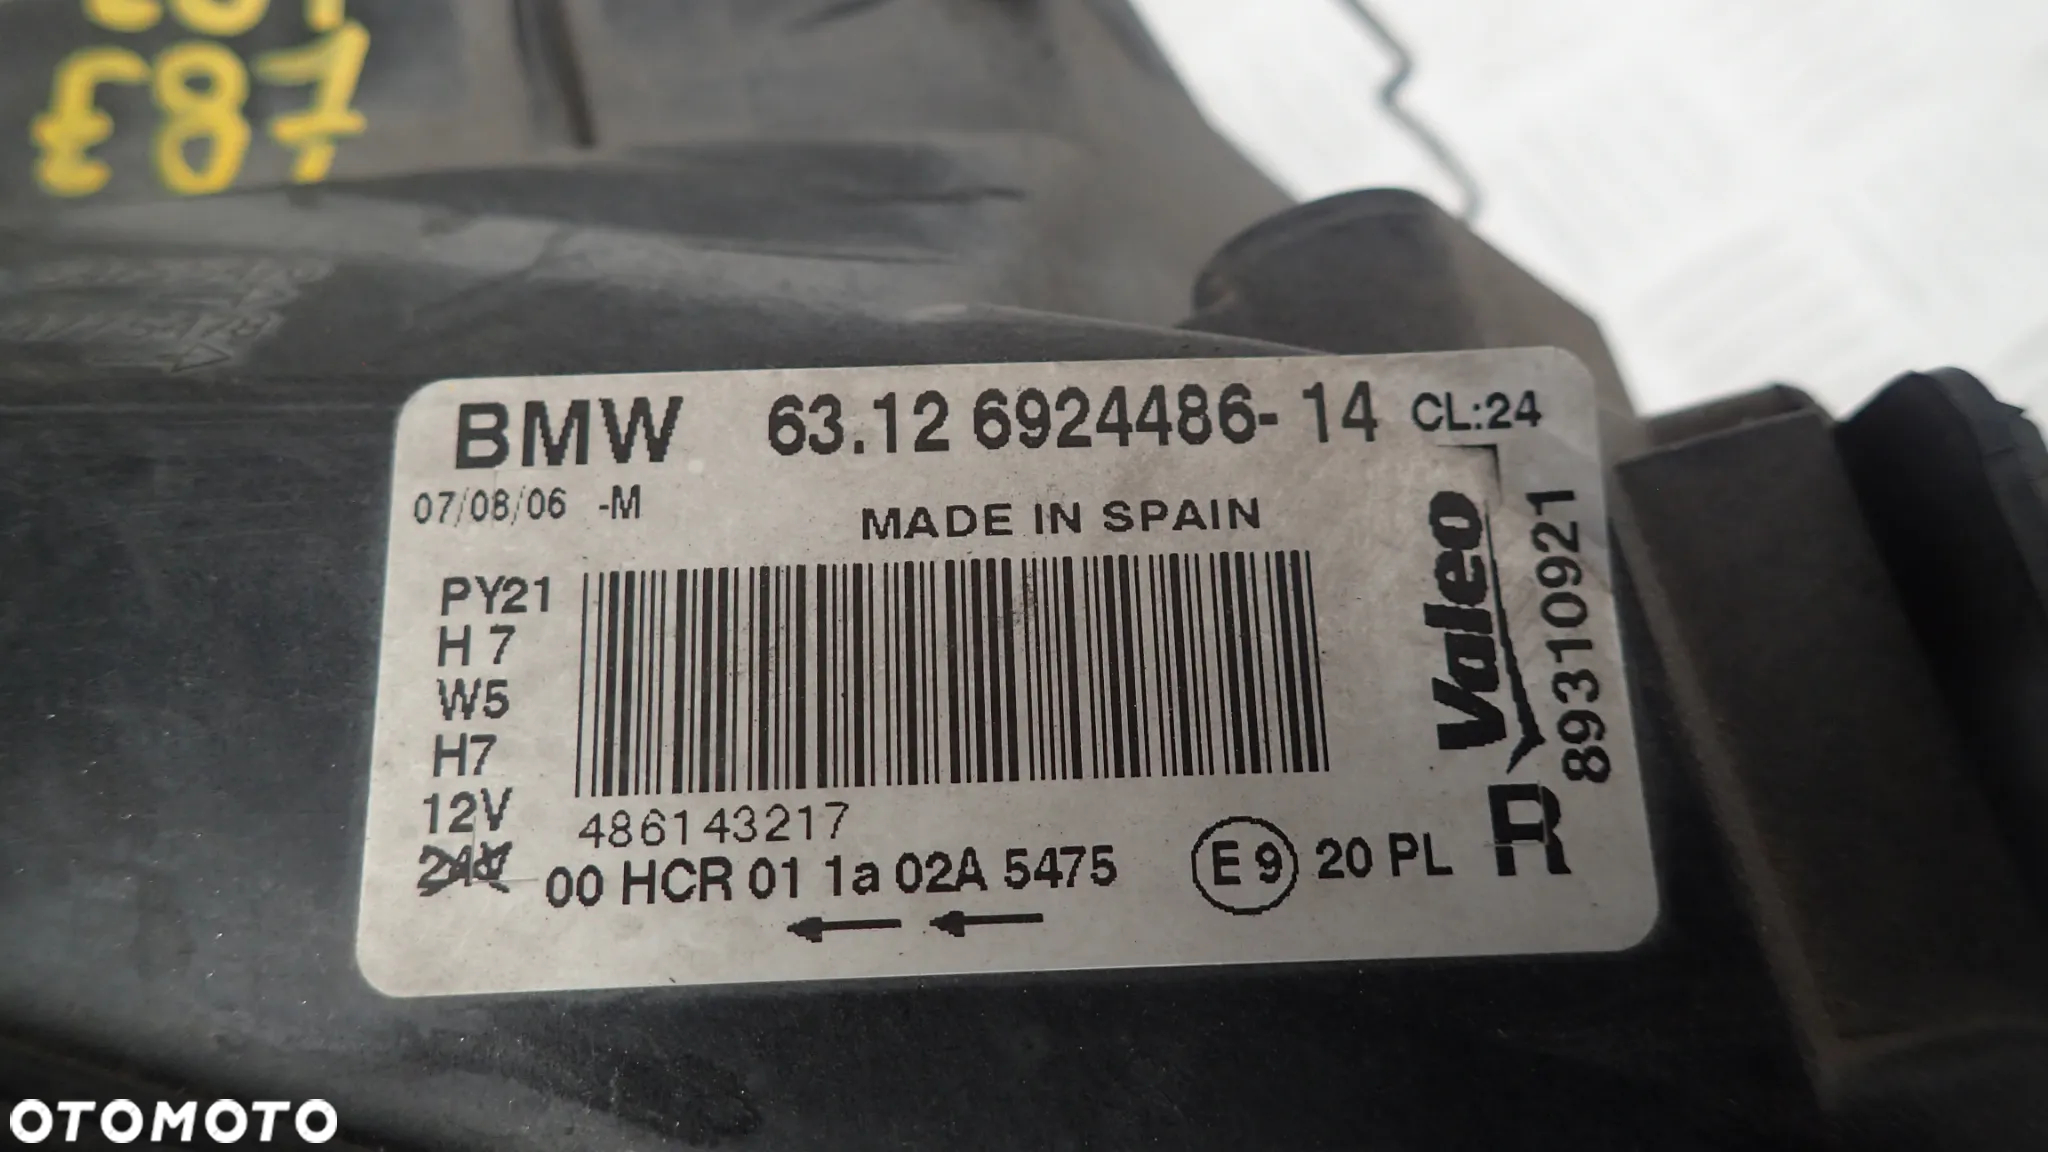 E87
BMW 63.12 6924486-14 CL:24
07/08/06 -M
MADE IN SPAIN
PY21
H 7
W5
H7
12V
486143217
00 HCR 01 1a 02A 5475
E 9 20 PL
R
Valeo
89310921
OTOMOTO